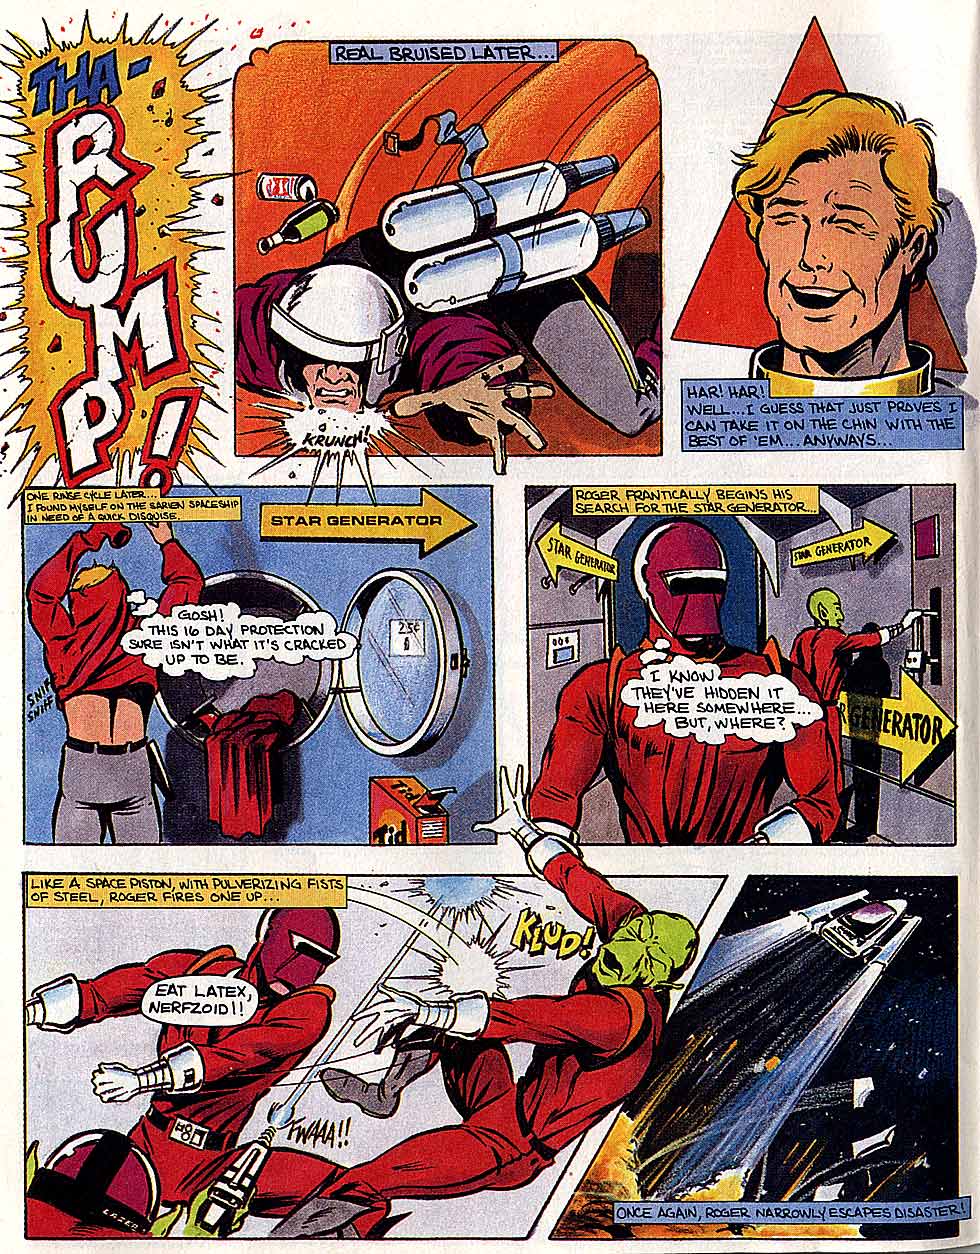 THA-
RUMP!
REAL BRUISED LATER...
KRUNCH!
HAR! HAR!
WELL...I GUESS THAT JUST PROVES I
CAN TAKE IT ON THE CHIN WITH THE
BEST OF 'EM... ANYWAYS...
ONE RINSE CYCLE LATER...
I FOUND MYSELF ON THE SARIEN SPACESHIP
IN NEED OF A QUICK DISGUISE.
STAR GENERATOR
GOSH!
THIS 16 DAY PROTECTION
SURE ISN'T WHAT IT'S CRACKED
UP TO BE.
25¢
SNIFF
SNIFF
Tid
Tid
ROGER FRANTICALLY BEGINS HIS
SEARCH FOR THE STAR GENERATOR...
STAR GENERATOR
STAR GENERATOR
I KNOW
THEY'VE HIDDEN IT
HERE SOMEWHERE...
BUT, WHERE?
R GENERATOR
LIKE A SPACE PISTON, WITH PULVERIZING FISTS
OF STEEL, ROGER FIRES ONE UP...
KLUD!
EAT LATEX,
NERFZOID!!
FWAAA!!
LAZER
ONCE AGAIN, ROGER NARROWLY ESCAPES DISASTER!